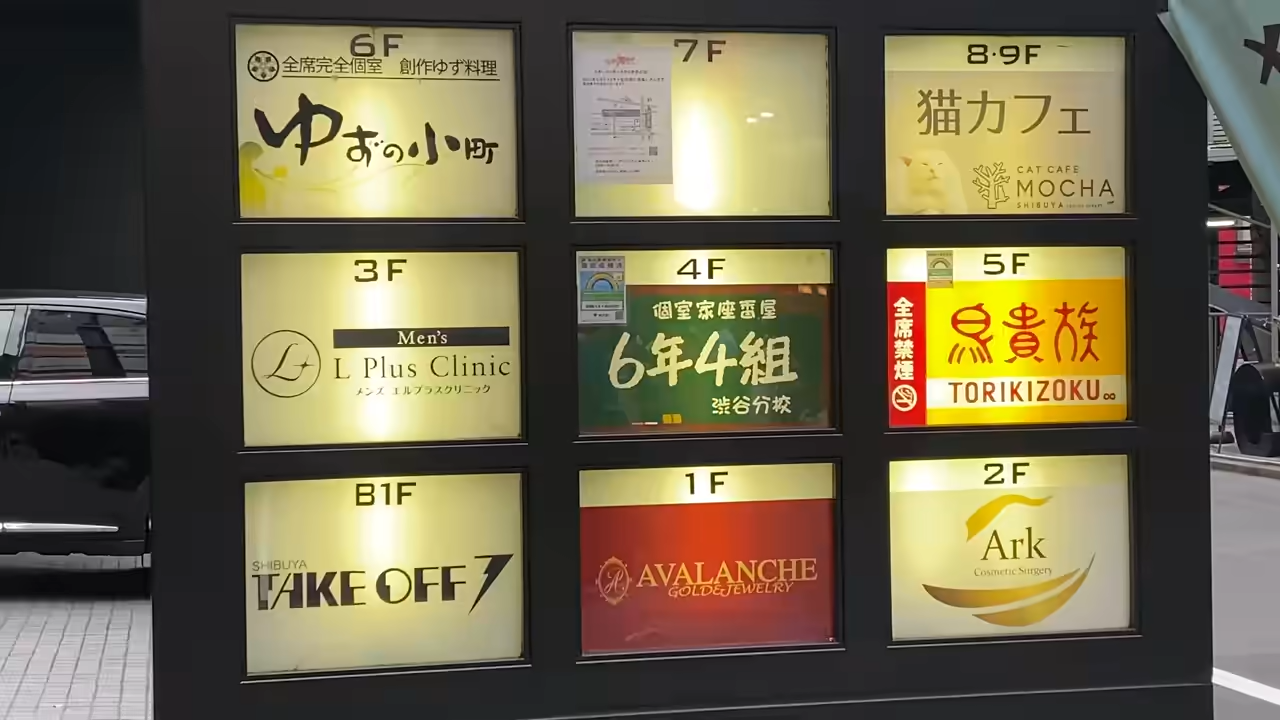 6F
全席完全個室 創作ゆず料理
ゆずの小町
7F
8・9F
猫カフェ
CAT CAFE
MOCHA
SHIBUYA
3F
Men's
L Plus Clinic
メンズ エルプラスクリニック
4F
個室家座番屋
6年4組
渋谷分校
5F
全席禁煙
鳥貴族
TORIKIZOKU
B1F
SHIBUYA
TAKE OFF 7
1F
AVALANCHE
GOLD&JEWELRY
2F
Ark
Cosmetic Surgery